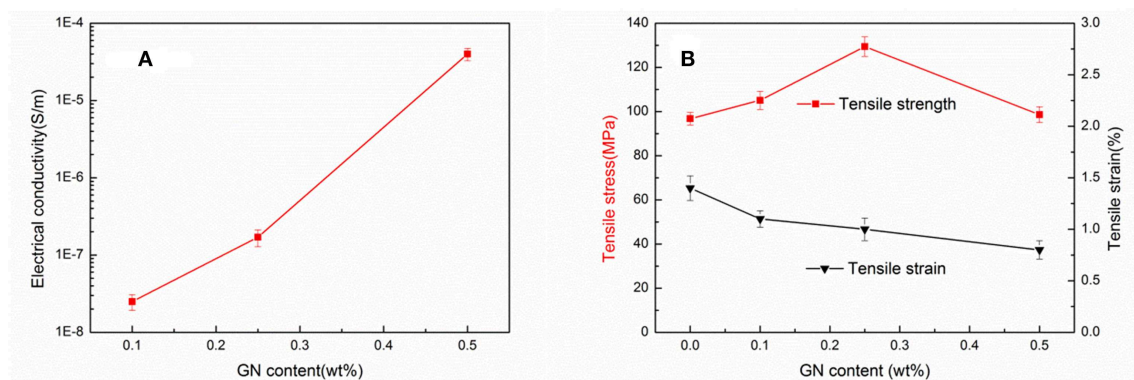 A
Electrical conductivity(S/m)
1E-4
1E-5
1E-6
1E-7
1E-8
0.1 0.2 0.3 0.4 0.5
GN content(wt%)
B
Tensile stress(MPa)
140
120
100
80
60
40
20
0
Tensile strength
Tensile strain
3.0
2.5
2.0
1.5
1.0
0.5
0.0
Tensile strain(%)
0.0 0.1 0.2 0.3 0.4 0.5
GN content (wt%)